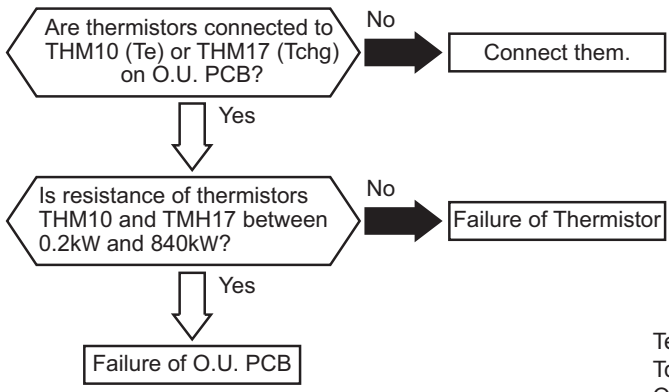 Are thermistors connected to
THM10 (Te) or THM17 (Tchg)
on O.U. PCB?
No
Connect them.
Yes
Is resistance of thermistors
THM10 and TMH17 between
0.2kW and 840kW?
No
Failure of Thermistor
Yes
Failure of O.U. PCB
Te